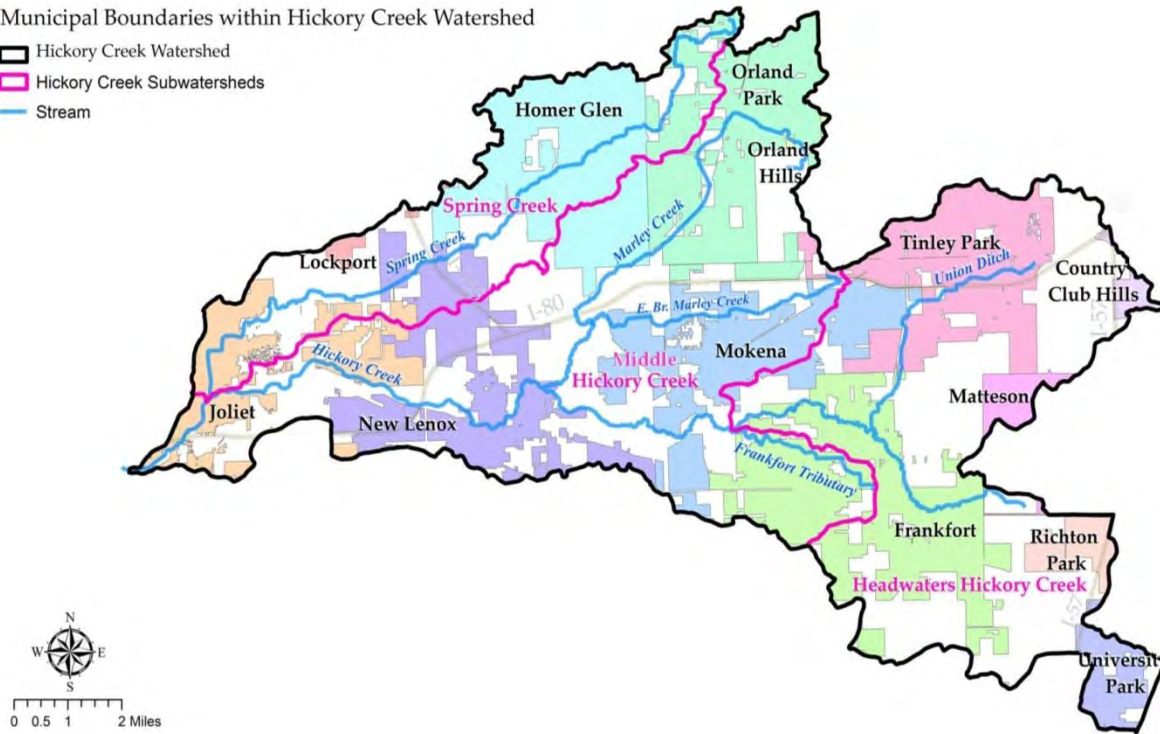 Municipal Boundaries within Hickory Creek Watershed
Hickory Creek Watershed
Hickory Creek Subwatersheds
Stream
Orland
Park
Homer Glen
Orland
Hills
Spring Creek
Marley Creek
Spring Creek
Lockport
Tinley Park
Union Ditch
Country
Club Hills
I-57
I-80
E. Br. Marley Creek
Mokena
Middle
Hickory Creek
Hickory Creek
Matteson
Joliet
New Lenox
Frankfort Tributary
Frankfort
Richton
Park
Headwaters Hickory Creek
I-57
Universit
Park
N
W
E
S
0 0.5 1 2 Miles